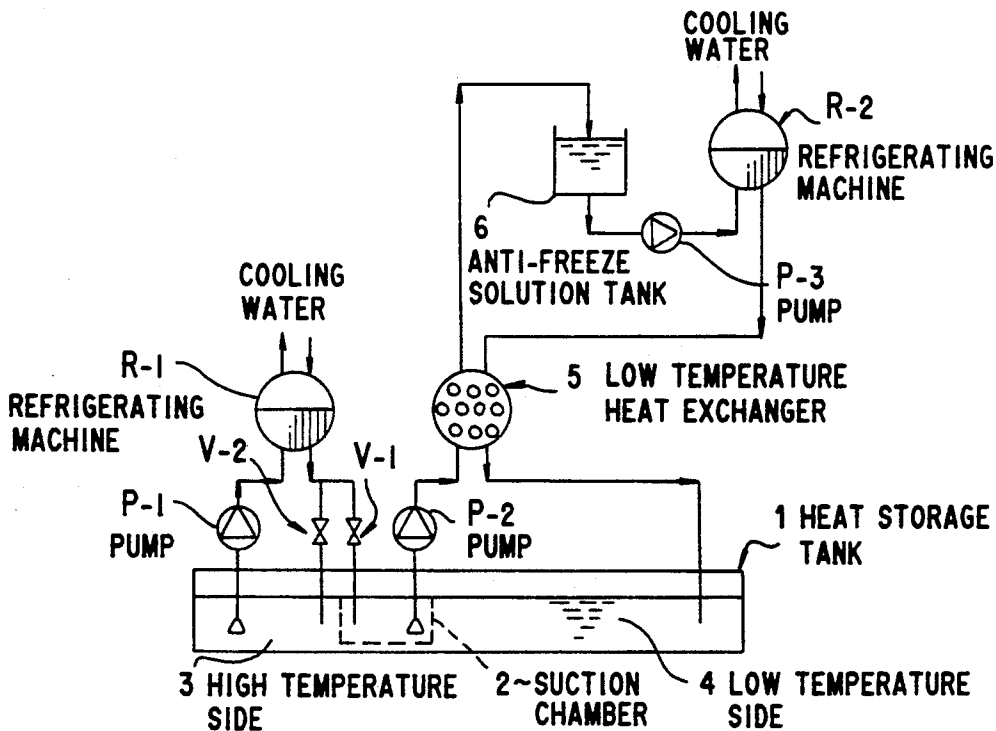 COOLING
WATER
R-2
REFRIGERATING
MACHINE
6
ANTI-FREEZE
SOLUTION TANK
P-3
PUMP
COOLING
WATER
R-1
REFRIGERATING
MACHINE
5 LOW TEMPERATURE
HEAT EXCHANGER
V-2
V-1
P-1
PUMP
P-2
PUMP
1 HEAT STORAGE
TANK
3 HIGH TEMPERATURE
SIDE
2~SUCTION
CHAMBER
4 LOW TEMPERATURE
SIDE